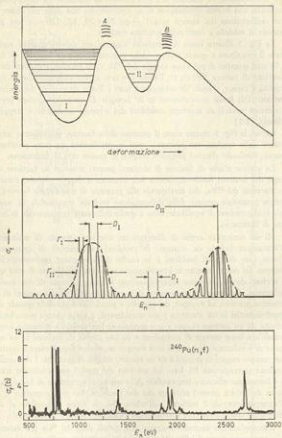 A
B
energia
I
II
deformazione
D_II
D_I
Γ_I
Γ_II
D_I
σ_f
E_n
12
8
4
0
σ_f(b)
²⁴⁰Pu(n,f)
500 1000 1500 2000 2500 3000
E_n(eV)